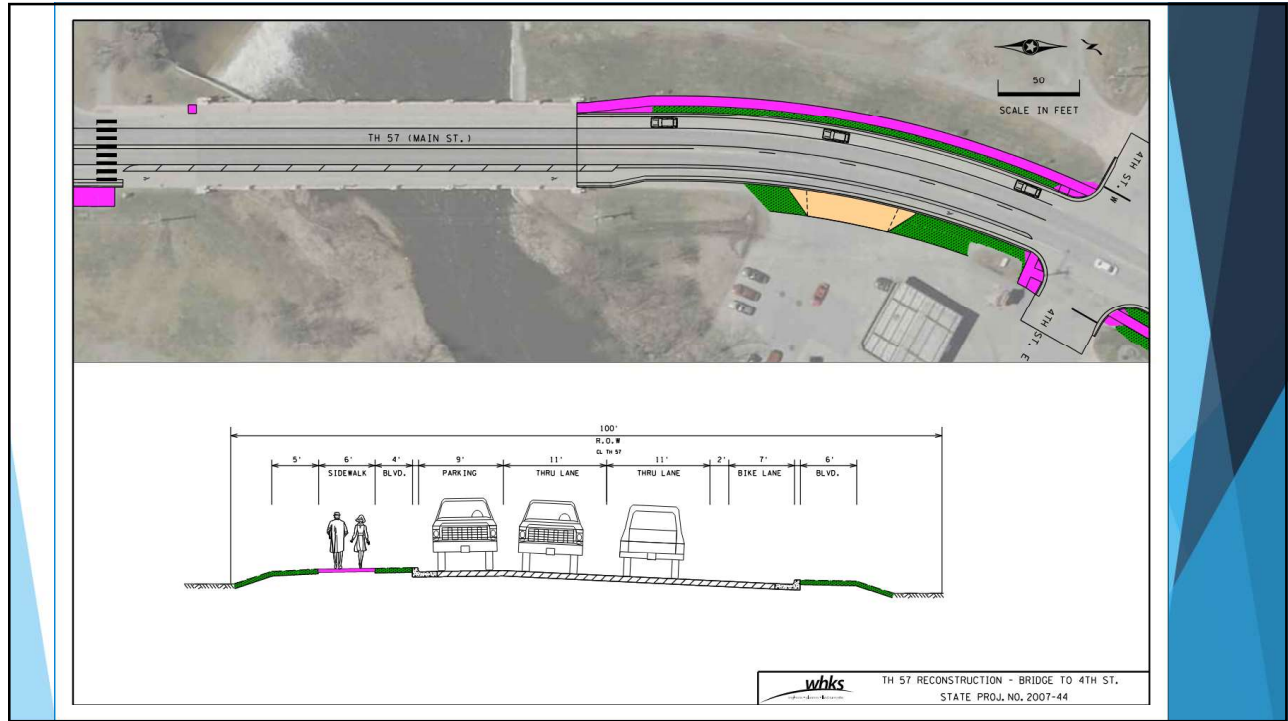 50
SCALE IN FEET
TH 57 (MAIN ST.)
4TH ST. W
4TH ST. E
100'
R.O.W
CL TH 57
5' 6' 4' 9' 11' 11' 2' 7' 6'
SIDEWALK BLVD. PARKING THRU LANE THRU LANE BIKE LANE BLVD.
whks
TH 57 RECONSTRUCTION - BRIDGE TO 4TH ST.
STATE PROJ. NO. 2007-44